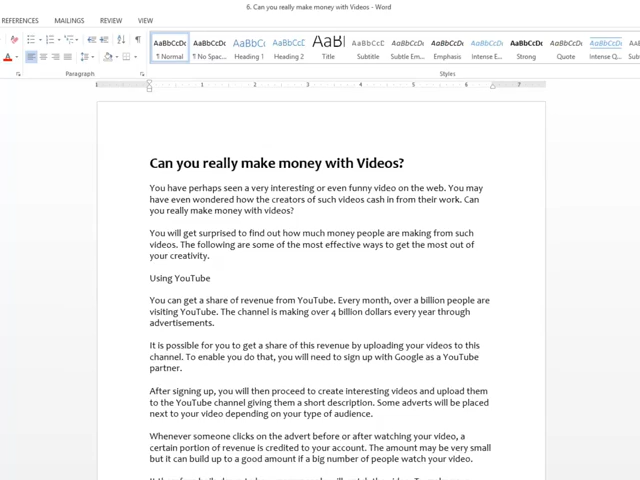 6. Can you really make money with Videos - Word
REFERENCES MAILINGS REVIEW VIEW
AaBbCcDc AaBbCcDc AaBbCc AaBbCcD AaB AaBbCcD AaBbCcDc AaBbCcDc AaBbCcDc AaBbCcDc AaBbCcDc AaBbCcDc
¶ Normal ¶ No Spac... Heading 1 Heading 2 Title Subtitle Subtle Em... Emphasis Intense E... Strong Quote Intense Q...
Paragraph Styles
1 2 3 4 5 6 7
Can you really make money with Videos?
You have perhaps seen a very interesting or even funny video on the web. You may
have even wondered how the creators of such videos cash in from their work. Can
you really make money with videos?
You will get surprised to find out how much money people are making from such
videos. The following are some of the most effective ways to get the most out of
your creativity.
Using YouTube
You can get a share of revenue from YouTube. Every month, over a billion people are
visiting YouTube. The channel is making over 4 billion dollars every year through
advertisements.
It is possible for you to get a share of this revenue by uploading your videos to this
channel. To enable you do that, you will need to sign up with Google as a YouTube
partner.
After signing up, you will then proceed to create interesting videos and upload them
to the YouTube channel giving them a short description. Some adverts will be placed
next to your video depending on your type of audience.
Whenever someone clicks on the advert before or after watching your video, a
certain portion of revenue is credited to your account. The amount may be very small
but it can build up to a good amount if a big number of people watch your video.